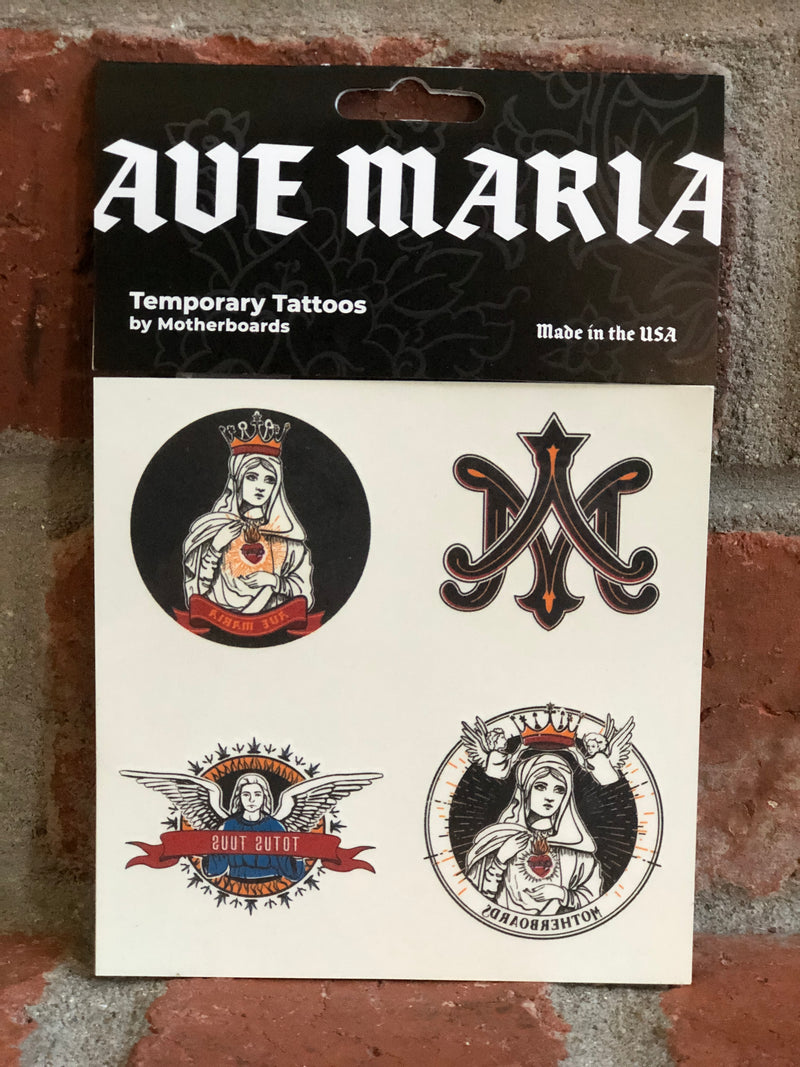 AVE MARIA
Temporary Tattoos
by Motherboards
Made in the USA
AVE MARIA
TOTUS TUUS
MOTHERBOARDS